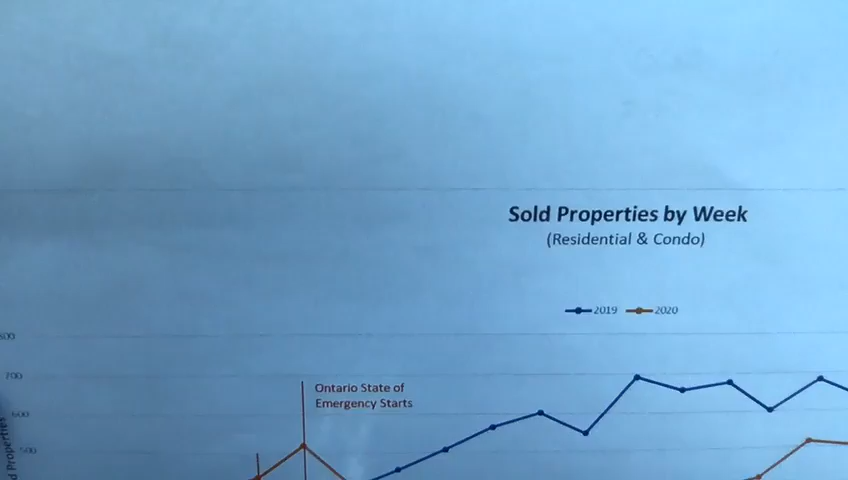 Sold Properties by Week
(Residential & Condo)
2019 2020
700
Ontario State of
Emergency Starts
600
500